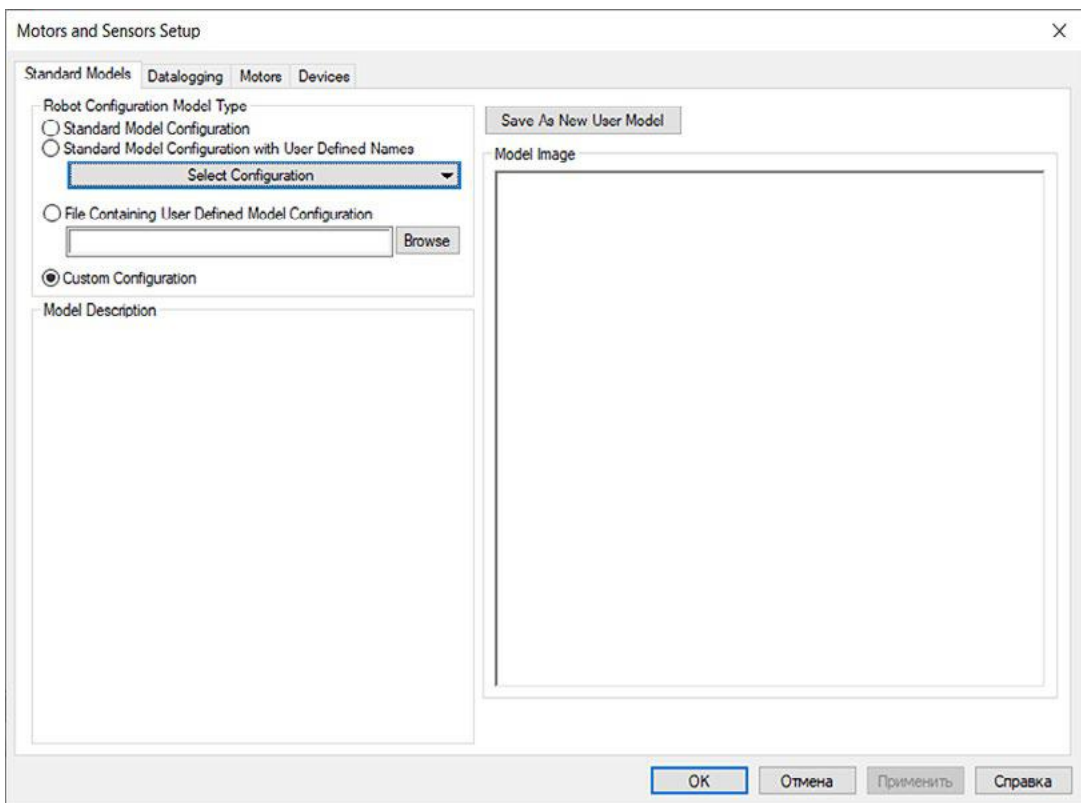 Motors and Sensors Setup
Standard Models Datalogging Motors Devices
Robot Configuration Model Type
Standard Model Configuration
Standard Model Configuration with User Defined Names
Select Configuration
File Containing User Defined Model Configuration
Browse
Custom Configuration
Model Description
Save As New User Model
Model Image
OK Отмена Применить Справка